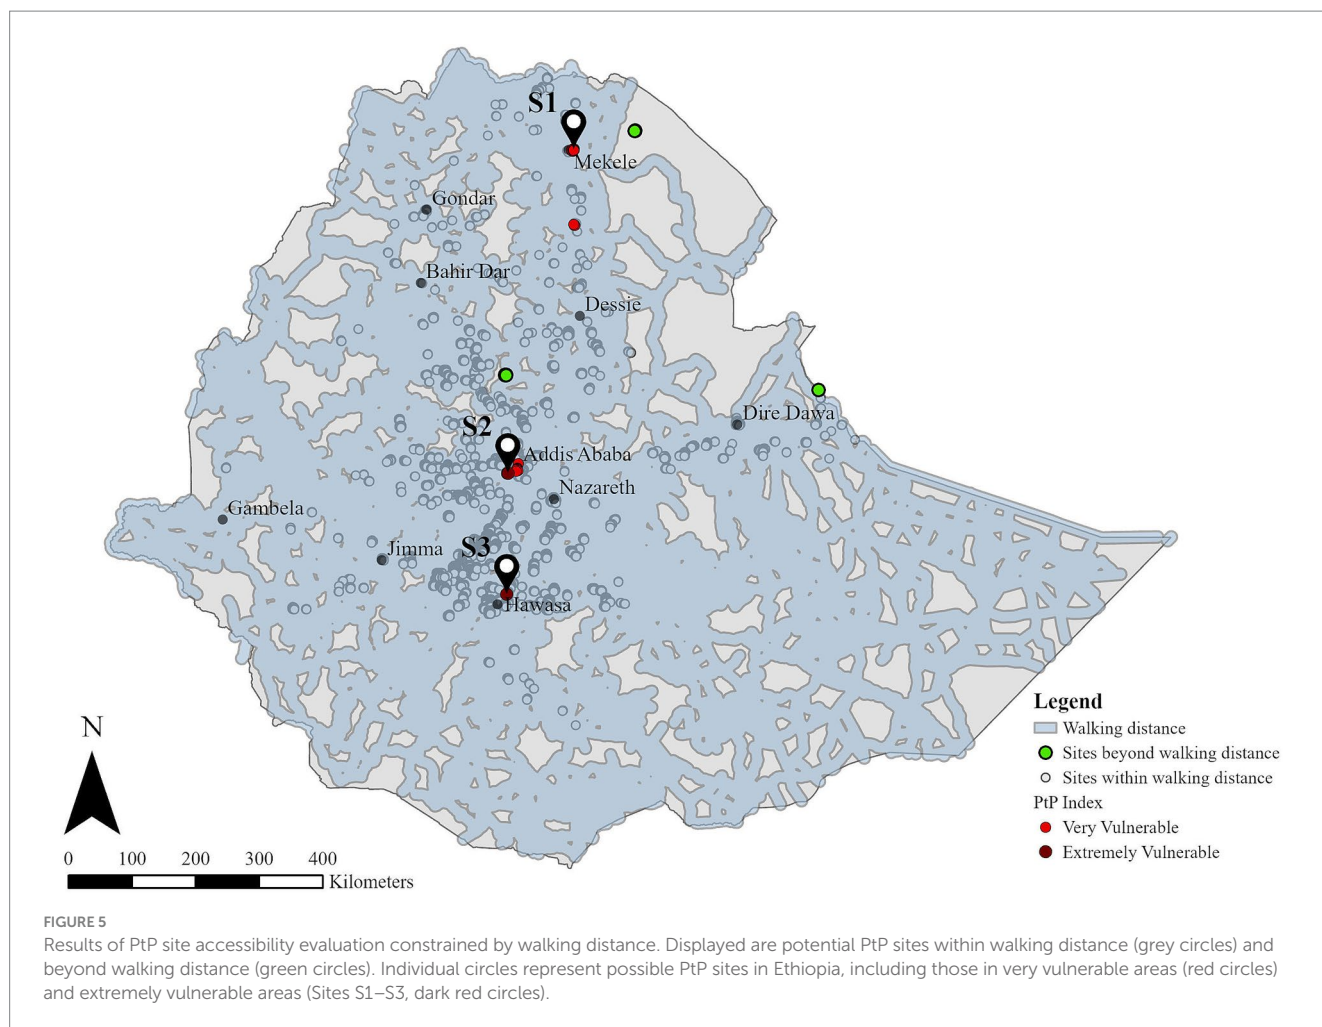 S1
Mekele
Gondar
Bahir Dar
Dessie
Dire Dawa
S2
Addis Ababa
Nazareth
Gambela
Jimma
S3
Hawasa
Legend
Walking distance
Sites beyond walking distance
Sites within walking distance
PtP Index
Very Vulnerable
Extremely Vulnerable
N
0 100 200 300 400
Kilometers
FIGURE 5
Results of PtP site accessibility evaluation constrained by walking distance. Displayed are potential PtP sites within walking distance (grey circles) and
beyond walking distance (green circles). Individual circles represent possible PtP sites in Ethiopia, including those in very vulnerable areas (red circles)
and extremely vulnerable areas (Sites S1–S3, dark red circles).